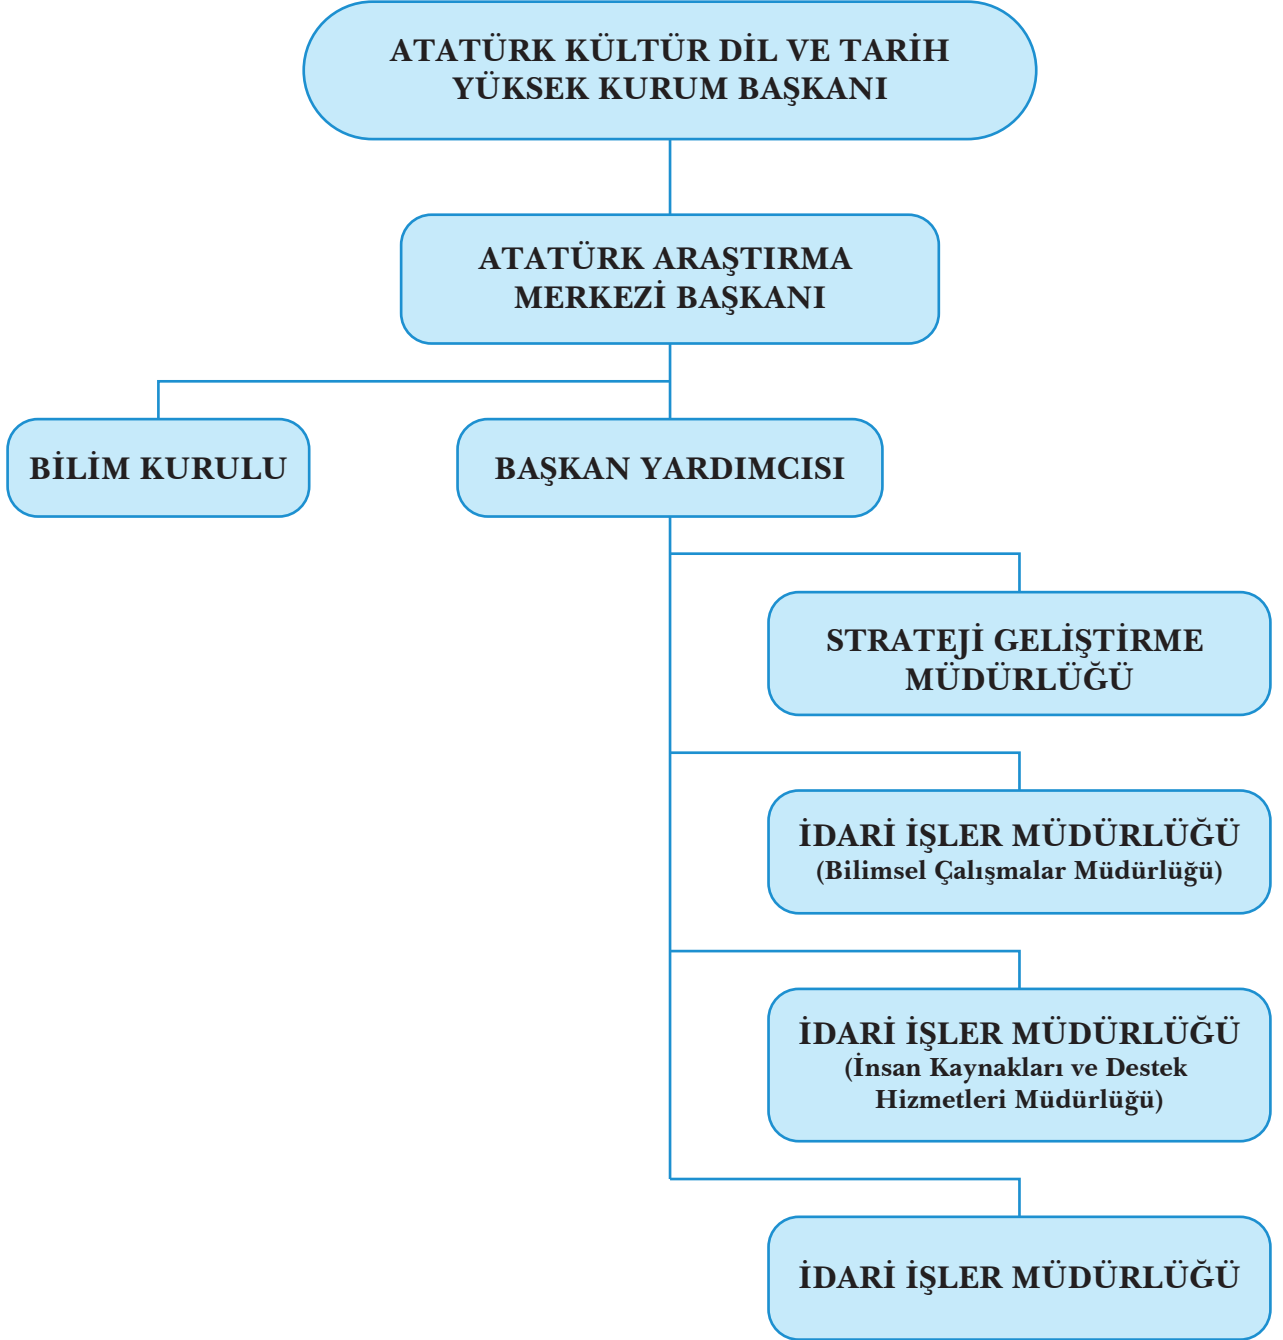 ATATÜRK KÜLTÜR DİL VE TARİH
YÜKSEK KURUM BAŞKANI
ATATÜRK ARAŞTIRMA
MERKEZİ BAŞKANI
BİLİM KURULU
BAŞKAN YARDIMCISI
STRATEJİ GELİŞTİRME
MÜDÜRLÜĞÜ
İDARİ İŞLER MÜDÜRLÜĞÜ
(Bilimsel Çalışmalar Müdürlüğü)
İDARİ İŞLER MÜDÜRLÜĞÜ
(İnsan Kaynakları ve Destek
Hizmetleri Müdürlüğü)
İDARİ İŞLER MÜDÜRLÜĞÜ